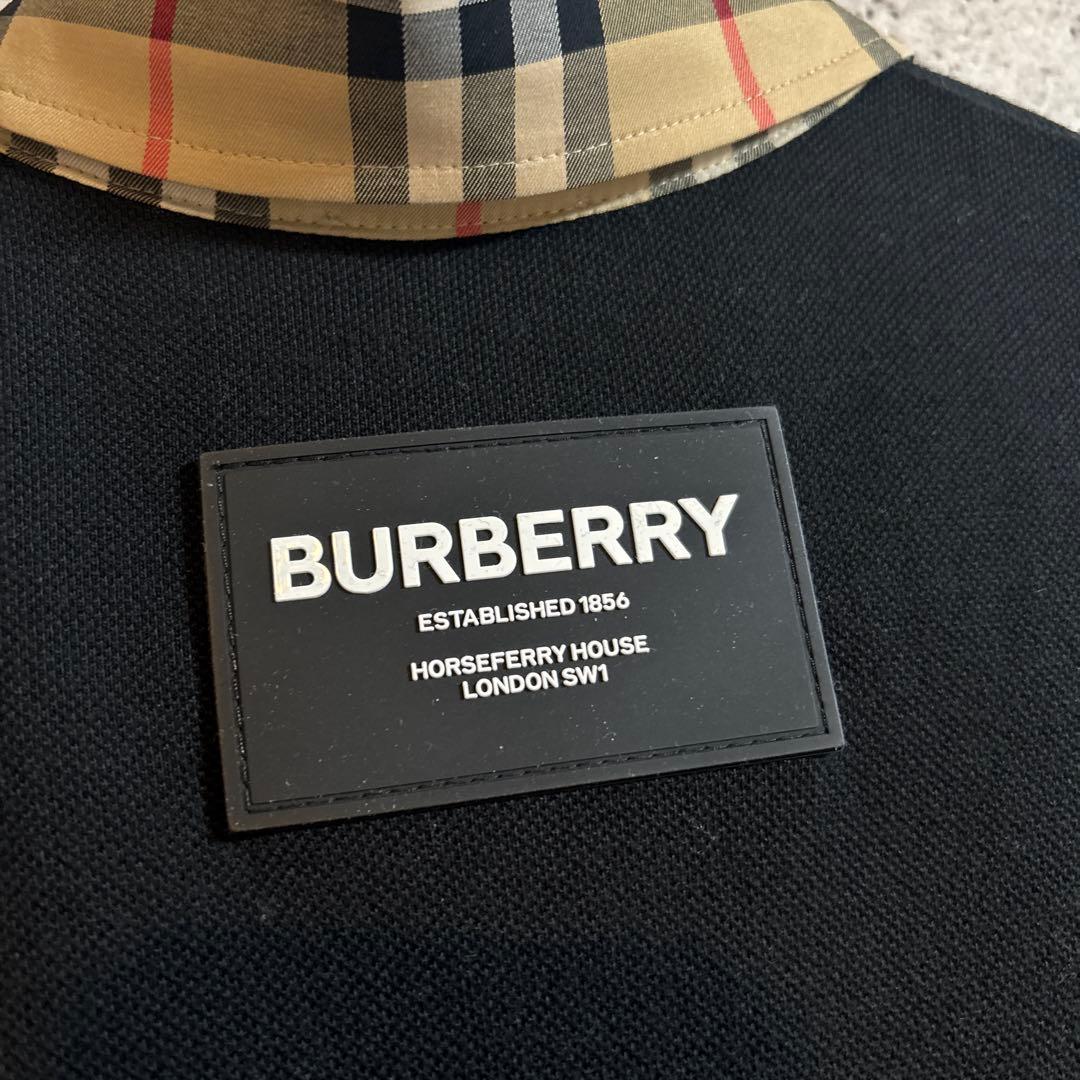 BURBERRY
ESTABLISHED 1856
HORSEFERRY HOUSE
LONDON SW1